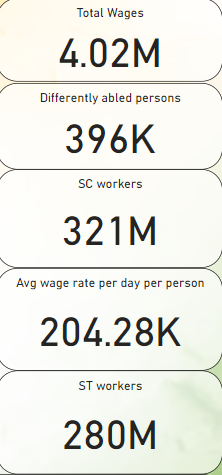 Total Wages
4.02M
Differently abled persons
396K
SC workers
321M
Avg wage rate per day per person
204.28K
ST workers
280M